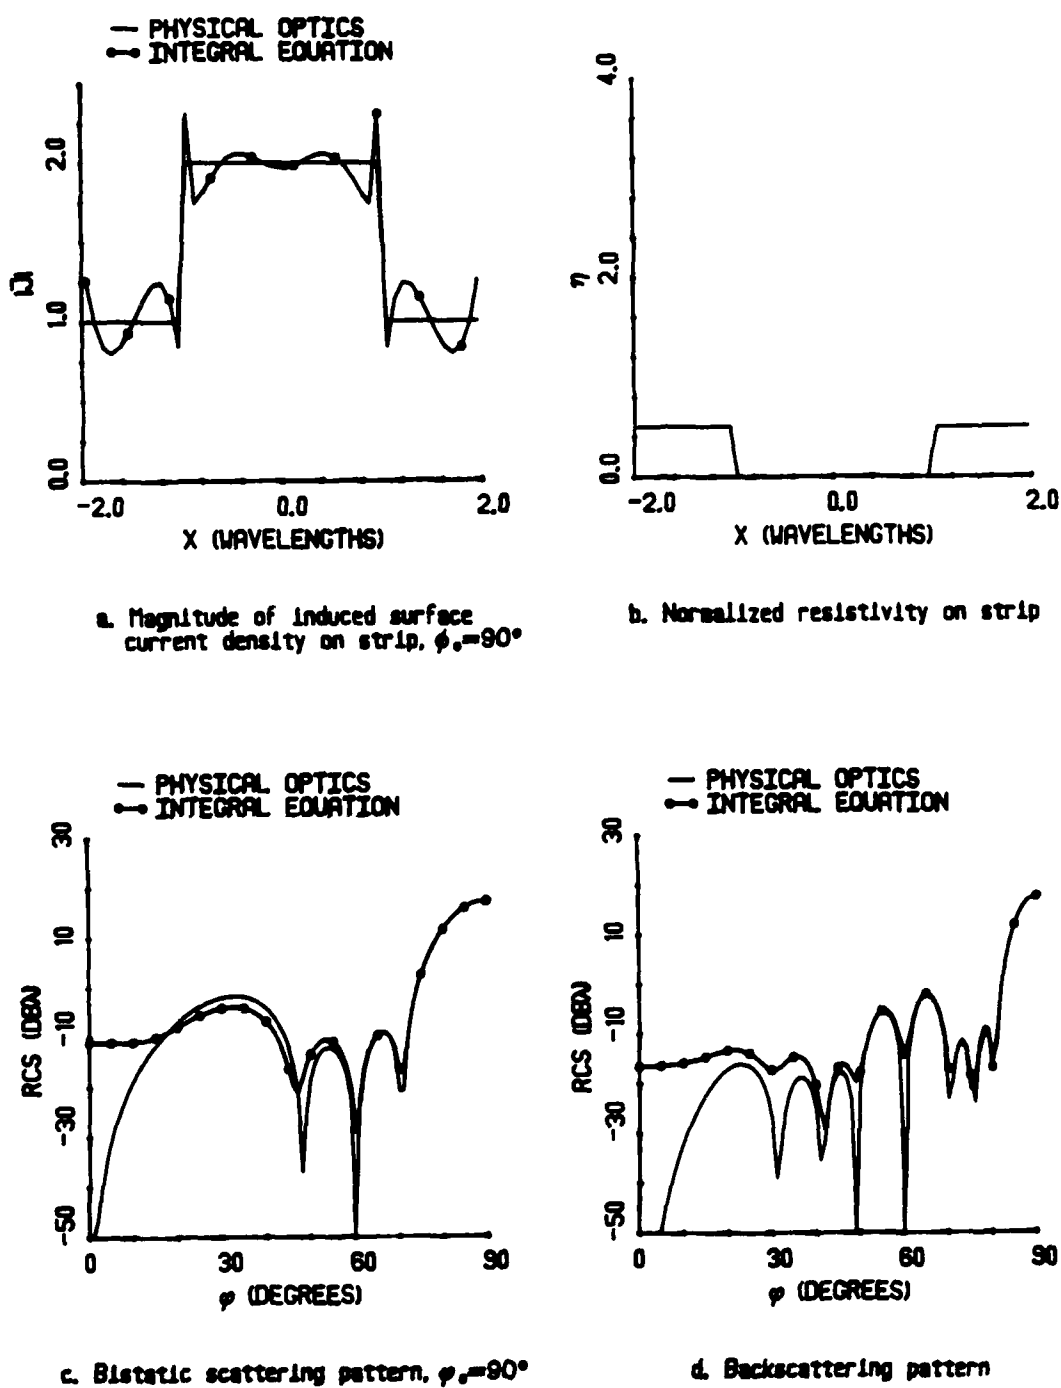 — PHYSICAL OPTICS
•—• INTEGRAL EQUATION
|J̄|
2.0
1.0
0.0
-2.0 0.0 2.0
X (WAVELENGTHS)
a. Magnitude of induced surface
current density on strip, φ₀=90°
4.0
2.0
0.0
η
-2.0 0.0 2.0
X (WAVELENGTHS)
b. Normalized resistivity on strip
— PHYSICAL OPTICS
•—• INTEGRAL EQUATION
RCS (DBλ)
30
10
-10
-30
-50
0 30 60 90
φ (DEGREES)
c. Bistatic scattering pattern, φ₀=90°
— PHYSICAL OPTICS
•—• INTEGRAL EQUATION
RCS (DBλ)
30
10
-10
-30
-50
0 30 60 90
φ (DEGREES)
d. Backscattering pattern